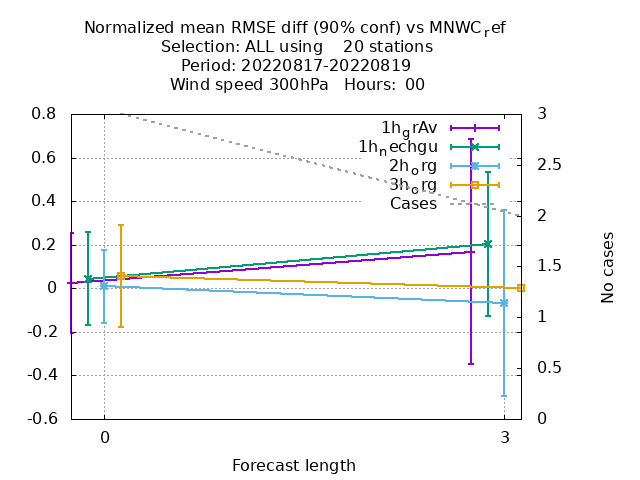 Normalized mean RMSE diff (90% conf) vs MNWC_ref
Selection: ALL using    20 stations
Period: 20220817-20220819
Wind speed 300hPa   Hours:  00
0.8
0.6
0.4
0.2
0
-0.2
-0.4
-0.6
3
2.5
2
1.5
1
0.5
0
1h_grAv
1h_nechgu
2h_org
3h_org
Cases
No cases
0
3
Forecast length